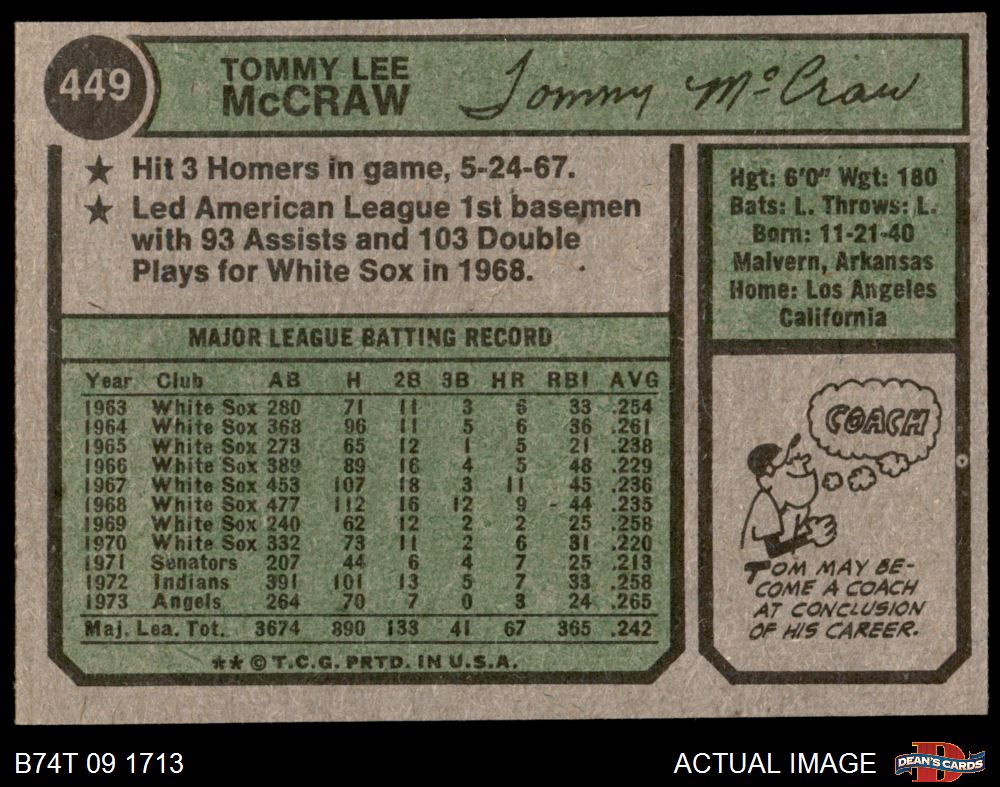 449
TOMMY LEE
McCRAW
Tommy McCraw
★ Hit 3 Homers in game, 5-24-67.
★ Led American League 1st basemen
with 93 Assists and 103 Double
Plays for White Sox in 1968.
Hgt: 6'0" Wgt: 180
Bats: L. Throws: L.
Born: 11-21-40
Malvern, Arkansas
Home: Los Angeles
California
MAJOR LEAGUE BATTING RECORD
Year Club AB H 2B 3B HR RBI AVG
1963 White Sox 280 71 11 3 6 33 .254
1964 White Sox 368 96 11 5 6 36 .261
1965 White Sox 273 65 12 1 5 21 .238
1966 White Sox 389 89 16 4 5 48 .229
1967 White Sox 453 107 18 3 11 45 .236
1968 White Sox 477 112 16 12 9 44 .235
1969 White Sox 240 62 12 2 2 25 .258
1970 White Sox 332 73 11 2 6 31 .220
1971 Senators 207 44 6 4 7 25 .213
1972 Indians 391 101 13 5 7 33 .258
1973 Angels 264 70 7 0 3 24 .265
Maj. Lea. Tot. 3674 890 133 41 67 365 .242
★★ © T.C.G. PRTD. IN U.S.A.
COACH
TOM MAY BE-
COME A COACH
AT CONCLUSION
OF HIS CAREER.
B74T 09 1713
ACTUAL IMAGE
D
DEAN'S CARDS